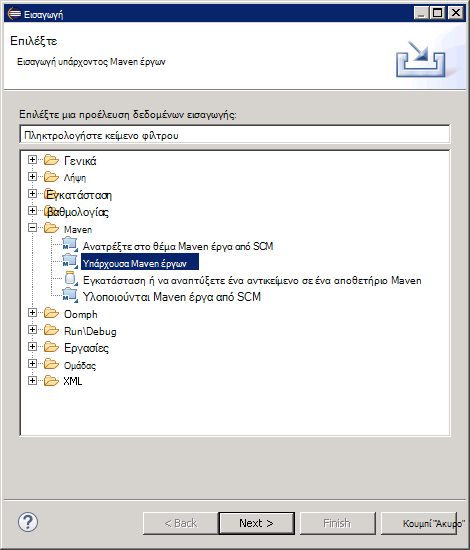 Εισαγωγή
Επιλέξτε
Εισαγωγή υπάρχοντος Maven έργων
Επιλέξτε μια προέλευση δεδομένων εισαγωγής:
Πληκτρολογήστε κείμενο φίλτρου
Γενικά
Λήψη
Εγκατάσταση
βαθμολογίας
Maven
Ανατρέξτε στο θέμα Maven έργα από SCM
Υπάρχουσα Maven έργων
Εγκατάσταση ή να αναπτύξετε ένα αντικείμενο σε ένα αποθετήριο Maven
Υλοποιούνται Maven έργα από SCM
Oomph
Run\Debug
Εργασίες
Ομάδας
XML
< Back
Next >
Finish
Κουμπί "Άκυρο"